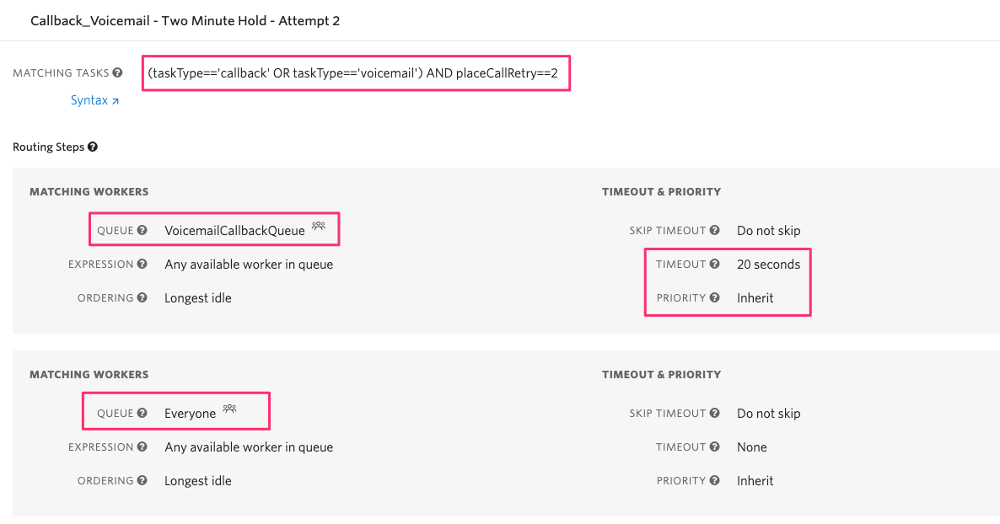 Callback_Voicemail - Two Minute Hold - Attempt 2
MATCHING TASKS (taskType=='callback' OR taskType=='voicemail') AND placeCallRetry==2
Syntax
Routing Steps
MATCHING WORKERS TIMEOUT & PRIORITY
QUEUE VoicemailCallbackQueue SKIP TIMEOUT Do not skip
EXPRESSION Any available worker in queue TIMEOUT 20 seconds
ORDERING Longest idle PRIORITY Inherit
MATCHING WORKERS TIMEOUT & PRIORITY
QUEUE Everyone SKIP TIMEOUT Do not skip
EXPRESSION Any available worker in queue TIMEOUT None
ORDERING Longest idle PRIORITY Inherit